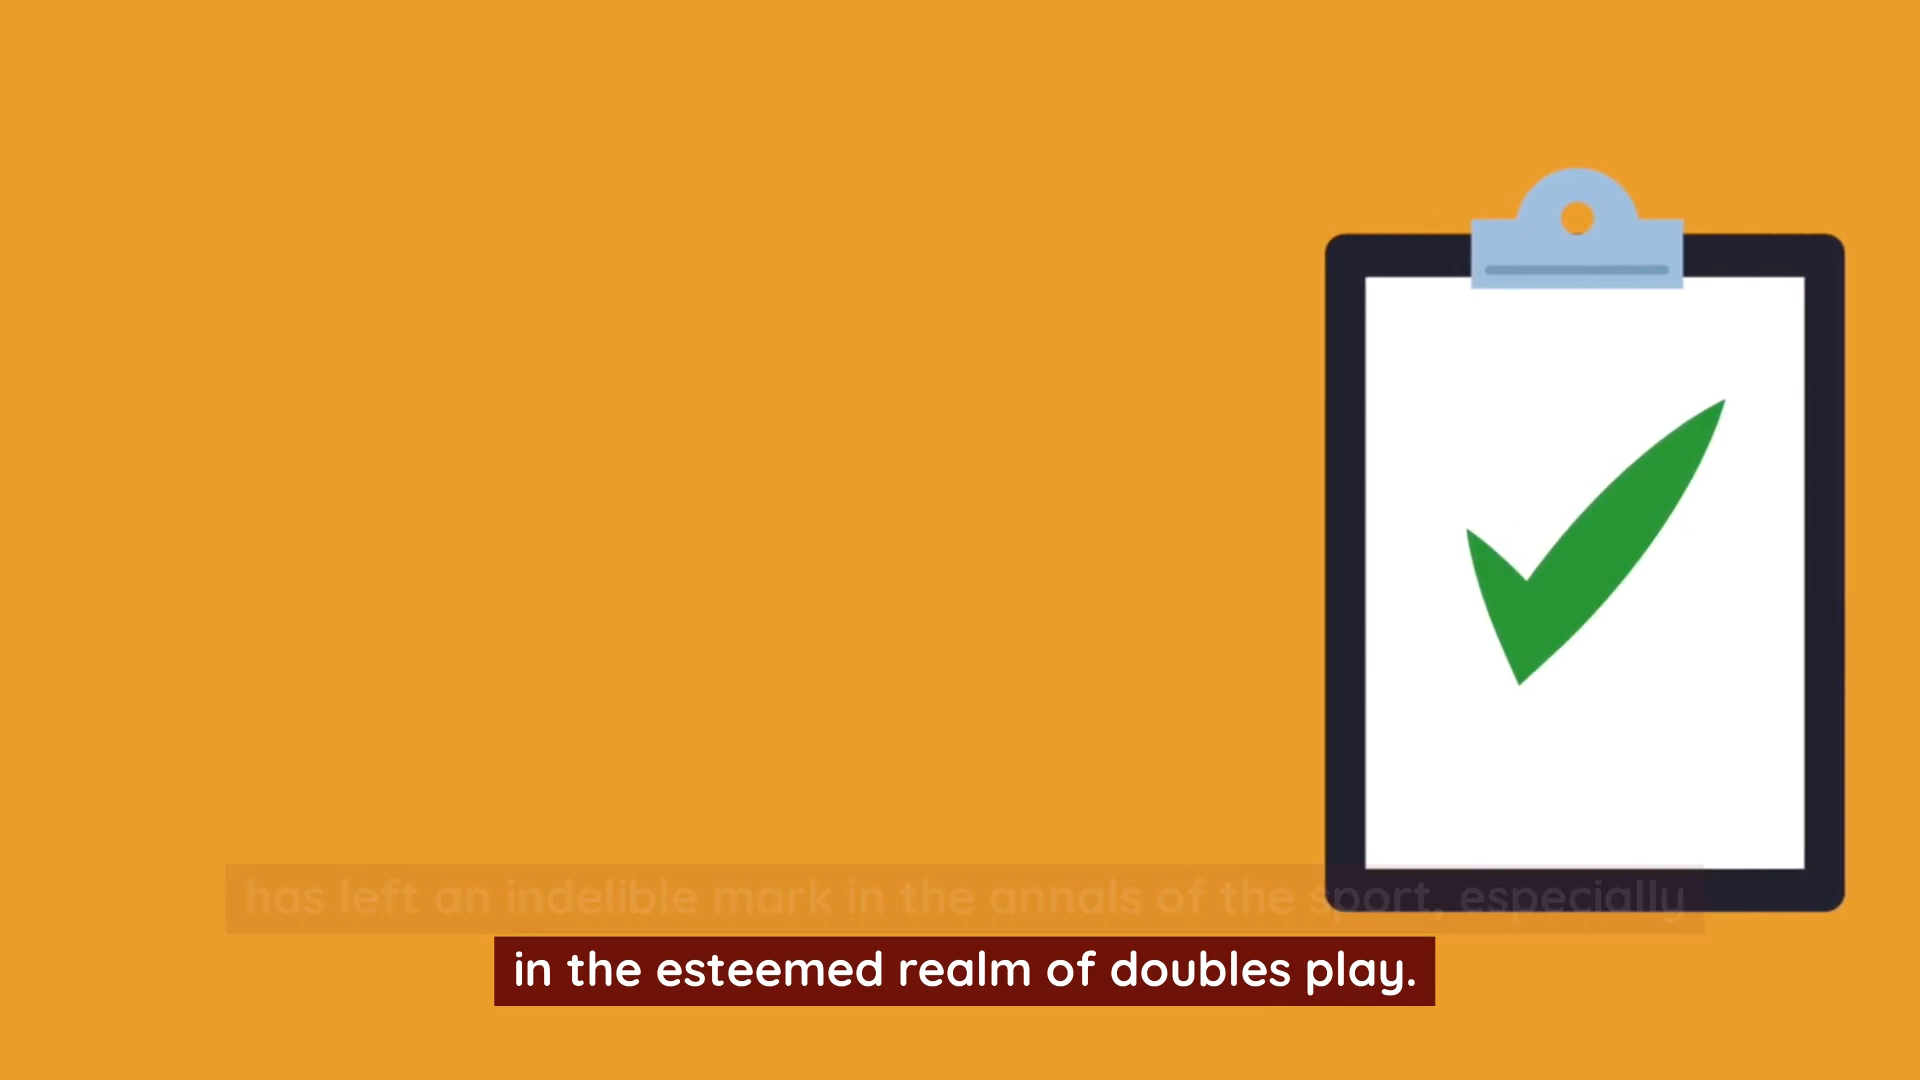 has left an indelible mark in the annals of the sport, especially
in the esteemed realm of doubles play.